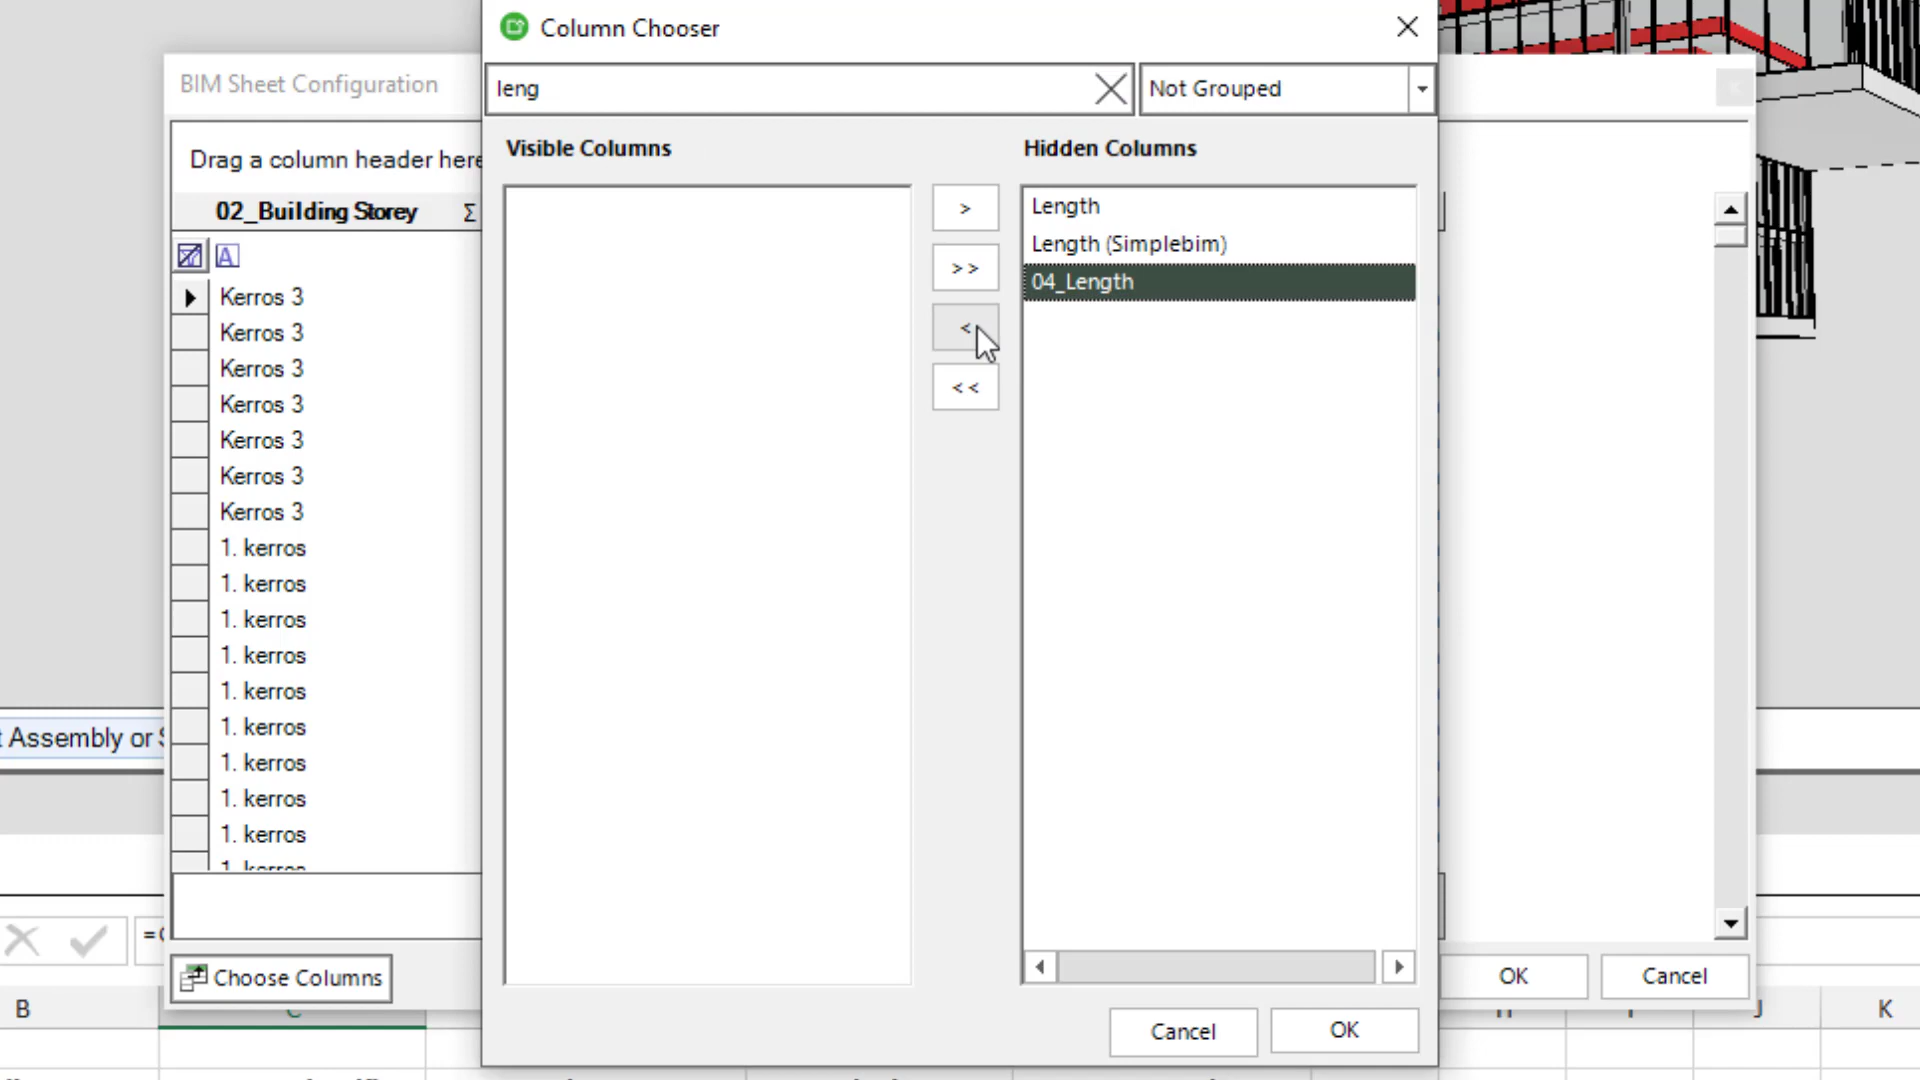 Column Chooser
BIM Sheet Configuration
leng
Not Grouped
Drag a column header here
Visible Columns
Hidden Columns
02_Building Storey Σ
>
>>
<
<<
Length
Length (Simplebim)
04_Length
A
Kerros 3
Kerros 3
Kerros 3
Kerros 3
Kerros 3
Kerros 3
Kerros 3
1. kerros
1. kerros
1. kerros
1. kerros
1. kerros
1. kerros
1. kerros
1. kerros
1. kerros
1. kerros
t Assembly or S
Choose Columns
OK
Cancel
Cancel
OK
B
C
H
I
J
K